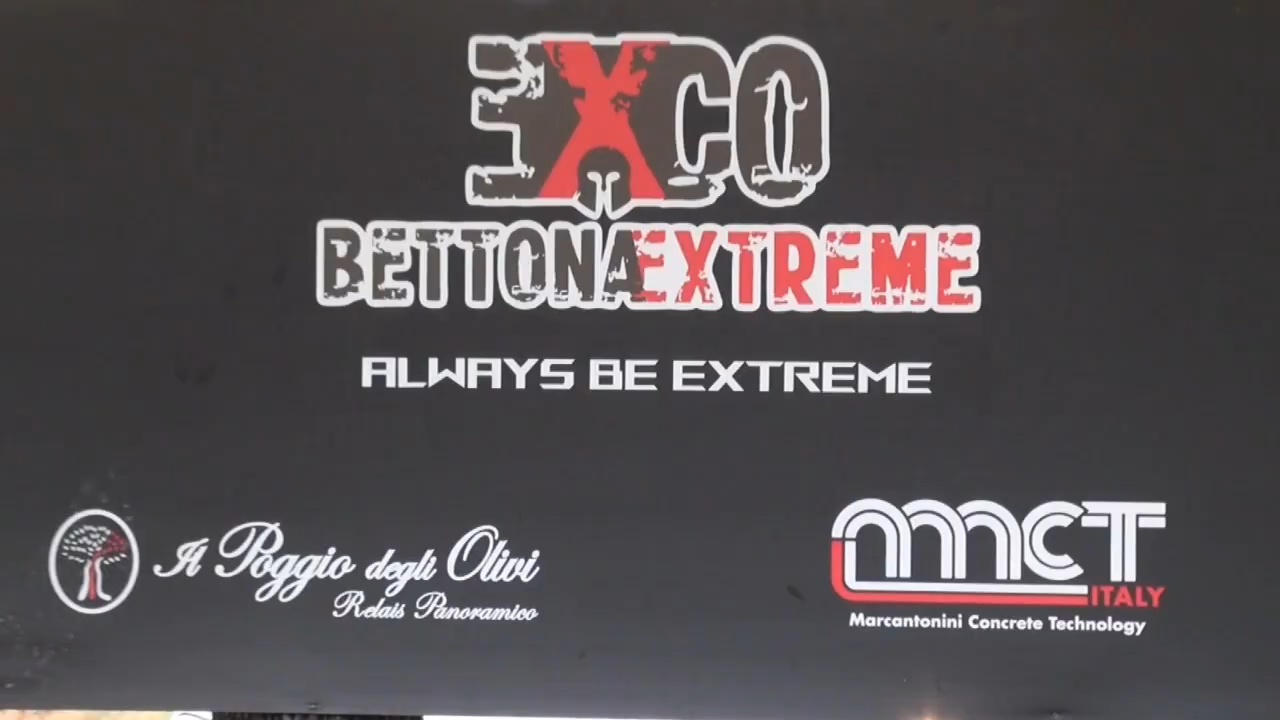 EXCO
BETTONAEXTREME
ALWAYS BE EXTREME
Il Poggio degli Olivi
Relais Panoramico
MCT
ITALY
Marcantonini Concrete Technology